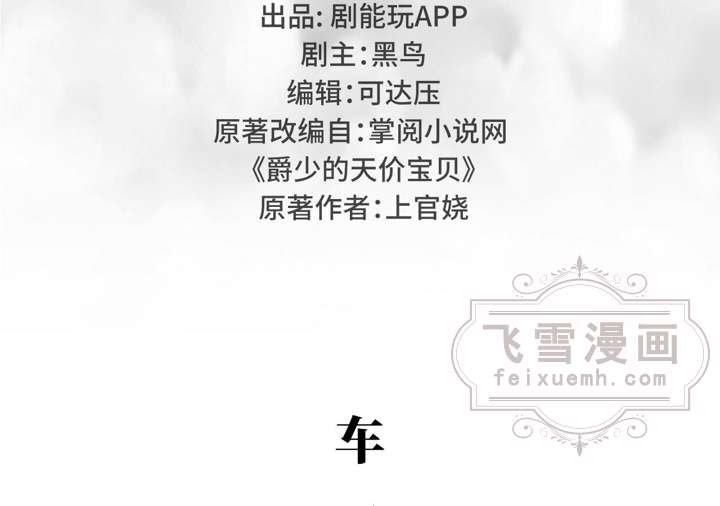 出品: 剧能玩APP
剧主：黑鸟
编辑：可达压
原著改编自：掌阅小说网
《爵少的天价宝贝》
原著作者：上官娆
飞雪漫画
feixuemh.com
车